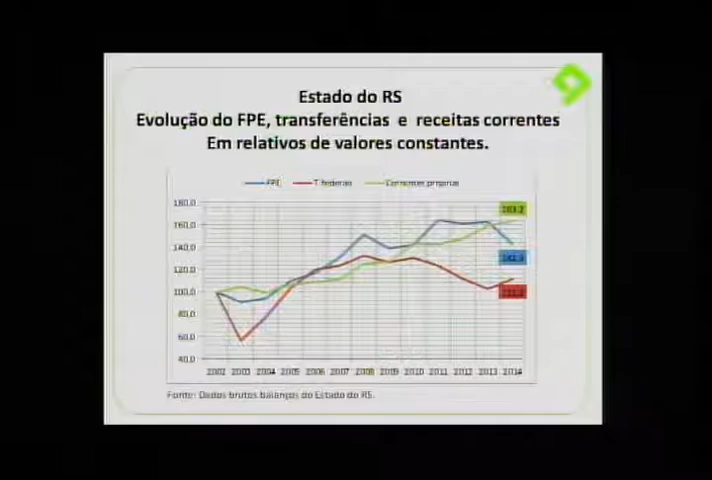 Estado do RS
Evolução do FPE, transferências e receitas correntes
Em relativos de valores constantes.
FPE T federais Correntes próprias
180,0
160,0
140,0
120,0
100,0
80,0
60,0
40,0
2002 2003 2004 2005 2006 2007 2008 2009 2010 2011 2012 2013 2014
Fonte: Dados brutos balanços do Estado do RS.